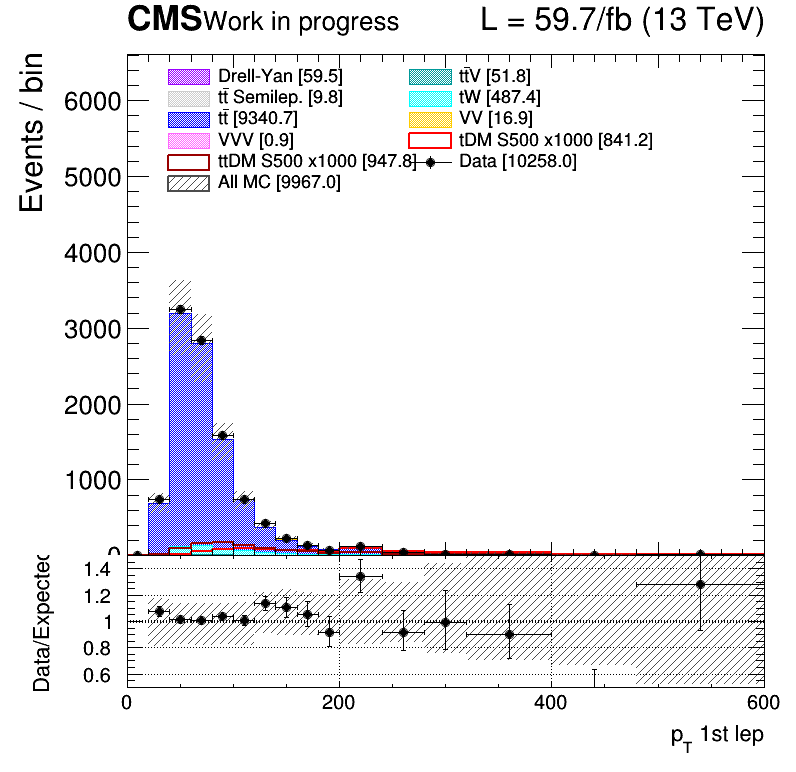 CMS Work in progress L = 59.7/fb (13 TeV)
Events / bin
Drell-Yan [59.5] tt̄V [51.8]
tt̄ Semilep. [9.8] tW [487.4]
tt̄ [9340.7] VV [16.9]
VVV [0.9] tDM S500 x1000 [841.2]
ttDM S500 x1000 [947.8] Data [10258.0]
All MC [9967.0]
6000
5000
4000
3000
2000
1000
0
Data/Expected
1.4
1.2
1
0.8
0.6
0 200 400 600
p_T 1st lep